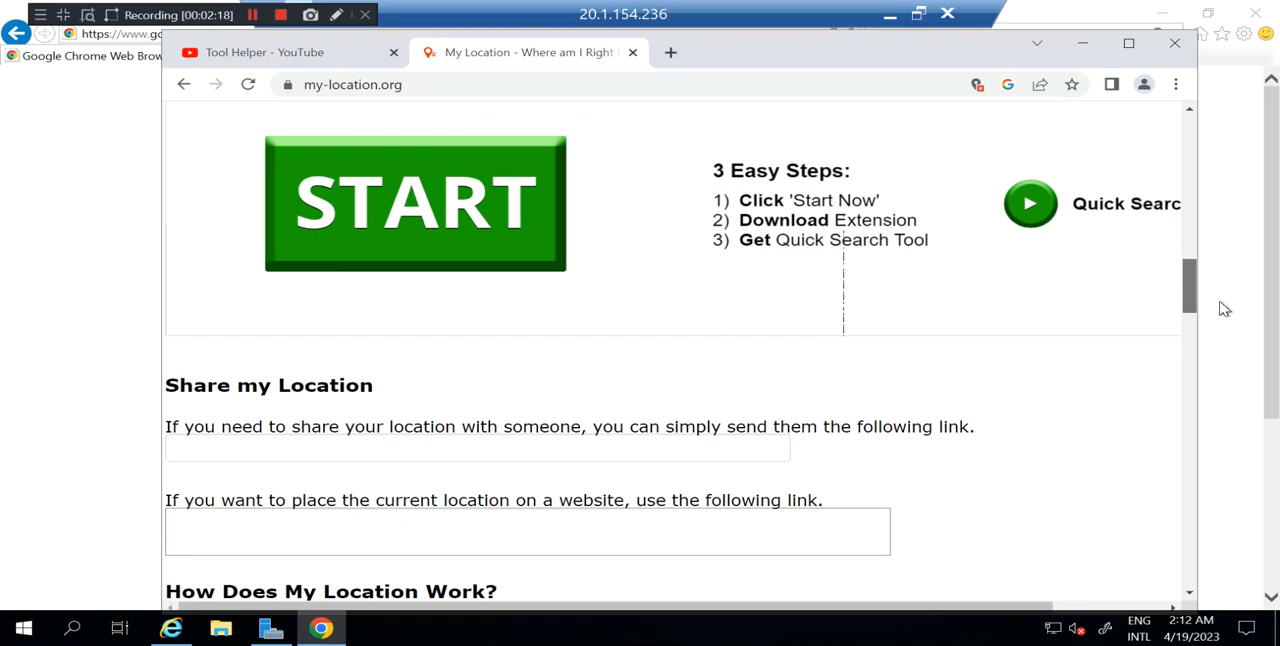 Recording [00:02:18]
20.1.154.236
https://www.go
Google Chrome Web Brow
Tool Helper - YouTube
My Location - Where am I Right
my-location.org
START
3 Easy Steps:
1) Click 'Start Now'
2) Download Extension
3) Get Quick Search Tool
Quick Searc
Share my Location
If you need to share your location with someone, you can simply send them the following link.
If you want to place the current location on a website, use the following link.
How Does My Location Work?
ENG
INTL
2:12 AM
4/19/2023